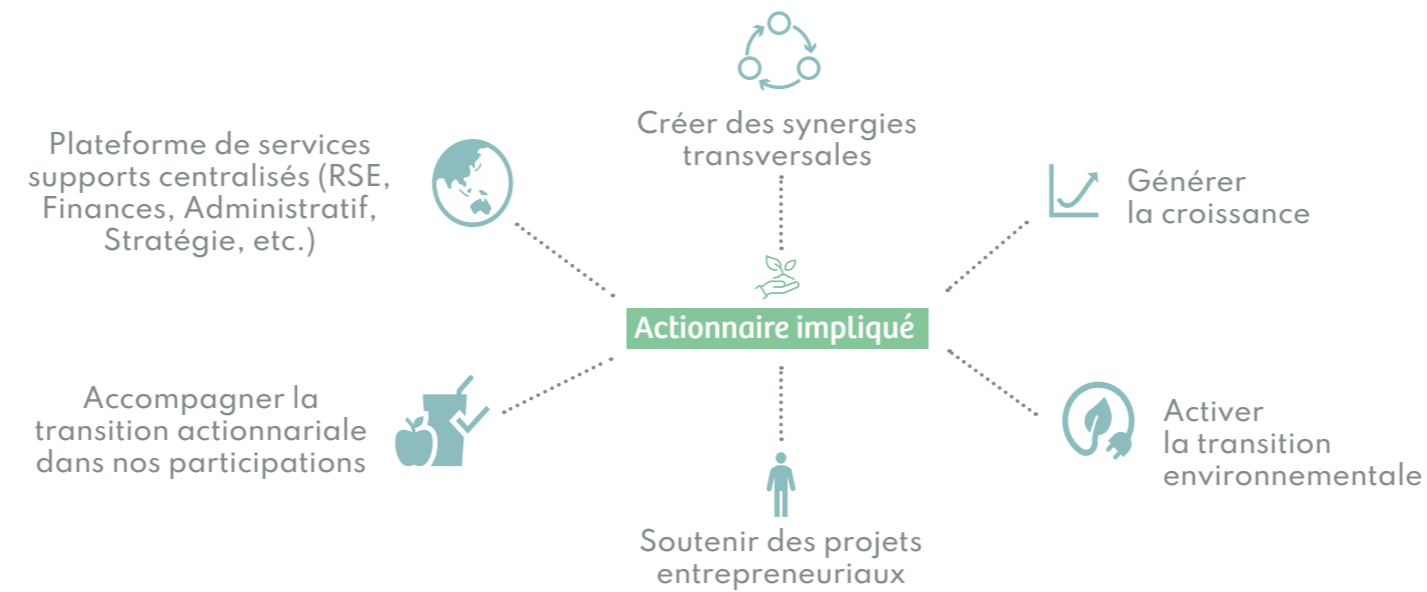 Créer des synergies
transversales
Plateforme de services
supports centralisés (RSE,
Finances, Administratif,
Stratégie, etc.)
Générer
la croissance
Actionnaire impliqué
Accompagner la
transition actionnariale
dans nos participations
Activer
la transition
environnementale
Soutenir des projets
entrepreneuriaux